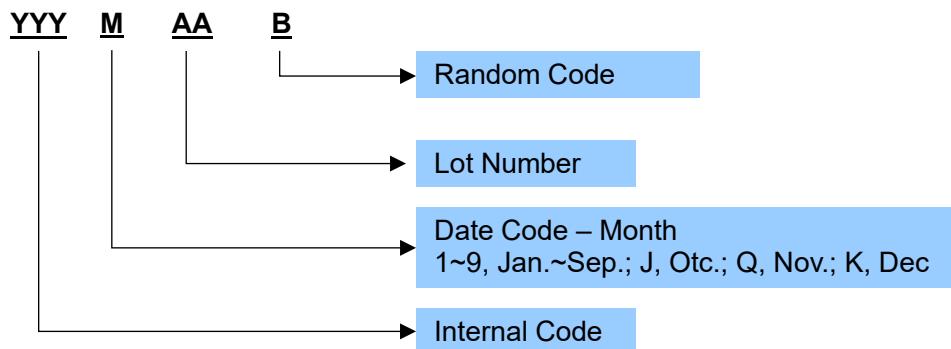 YYY M AA B
Random Code
Lot Number
Date Code – Month
1~9, Jan.~Sep.; J, Otc.; Q, Nov.; K, Dec
Internal Code